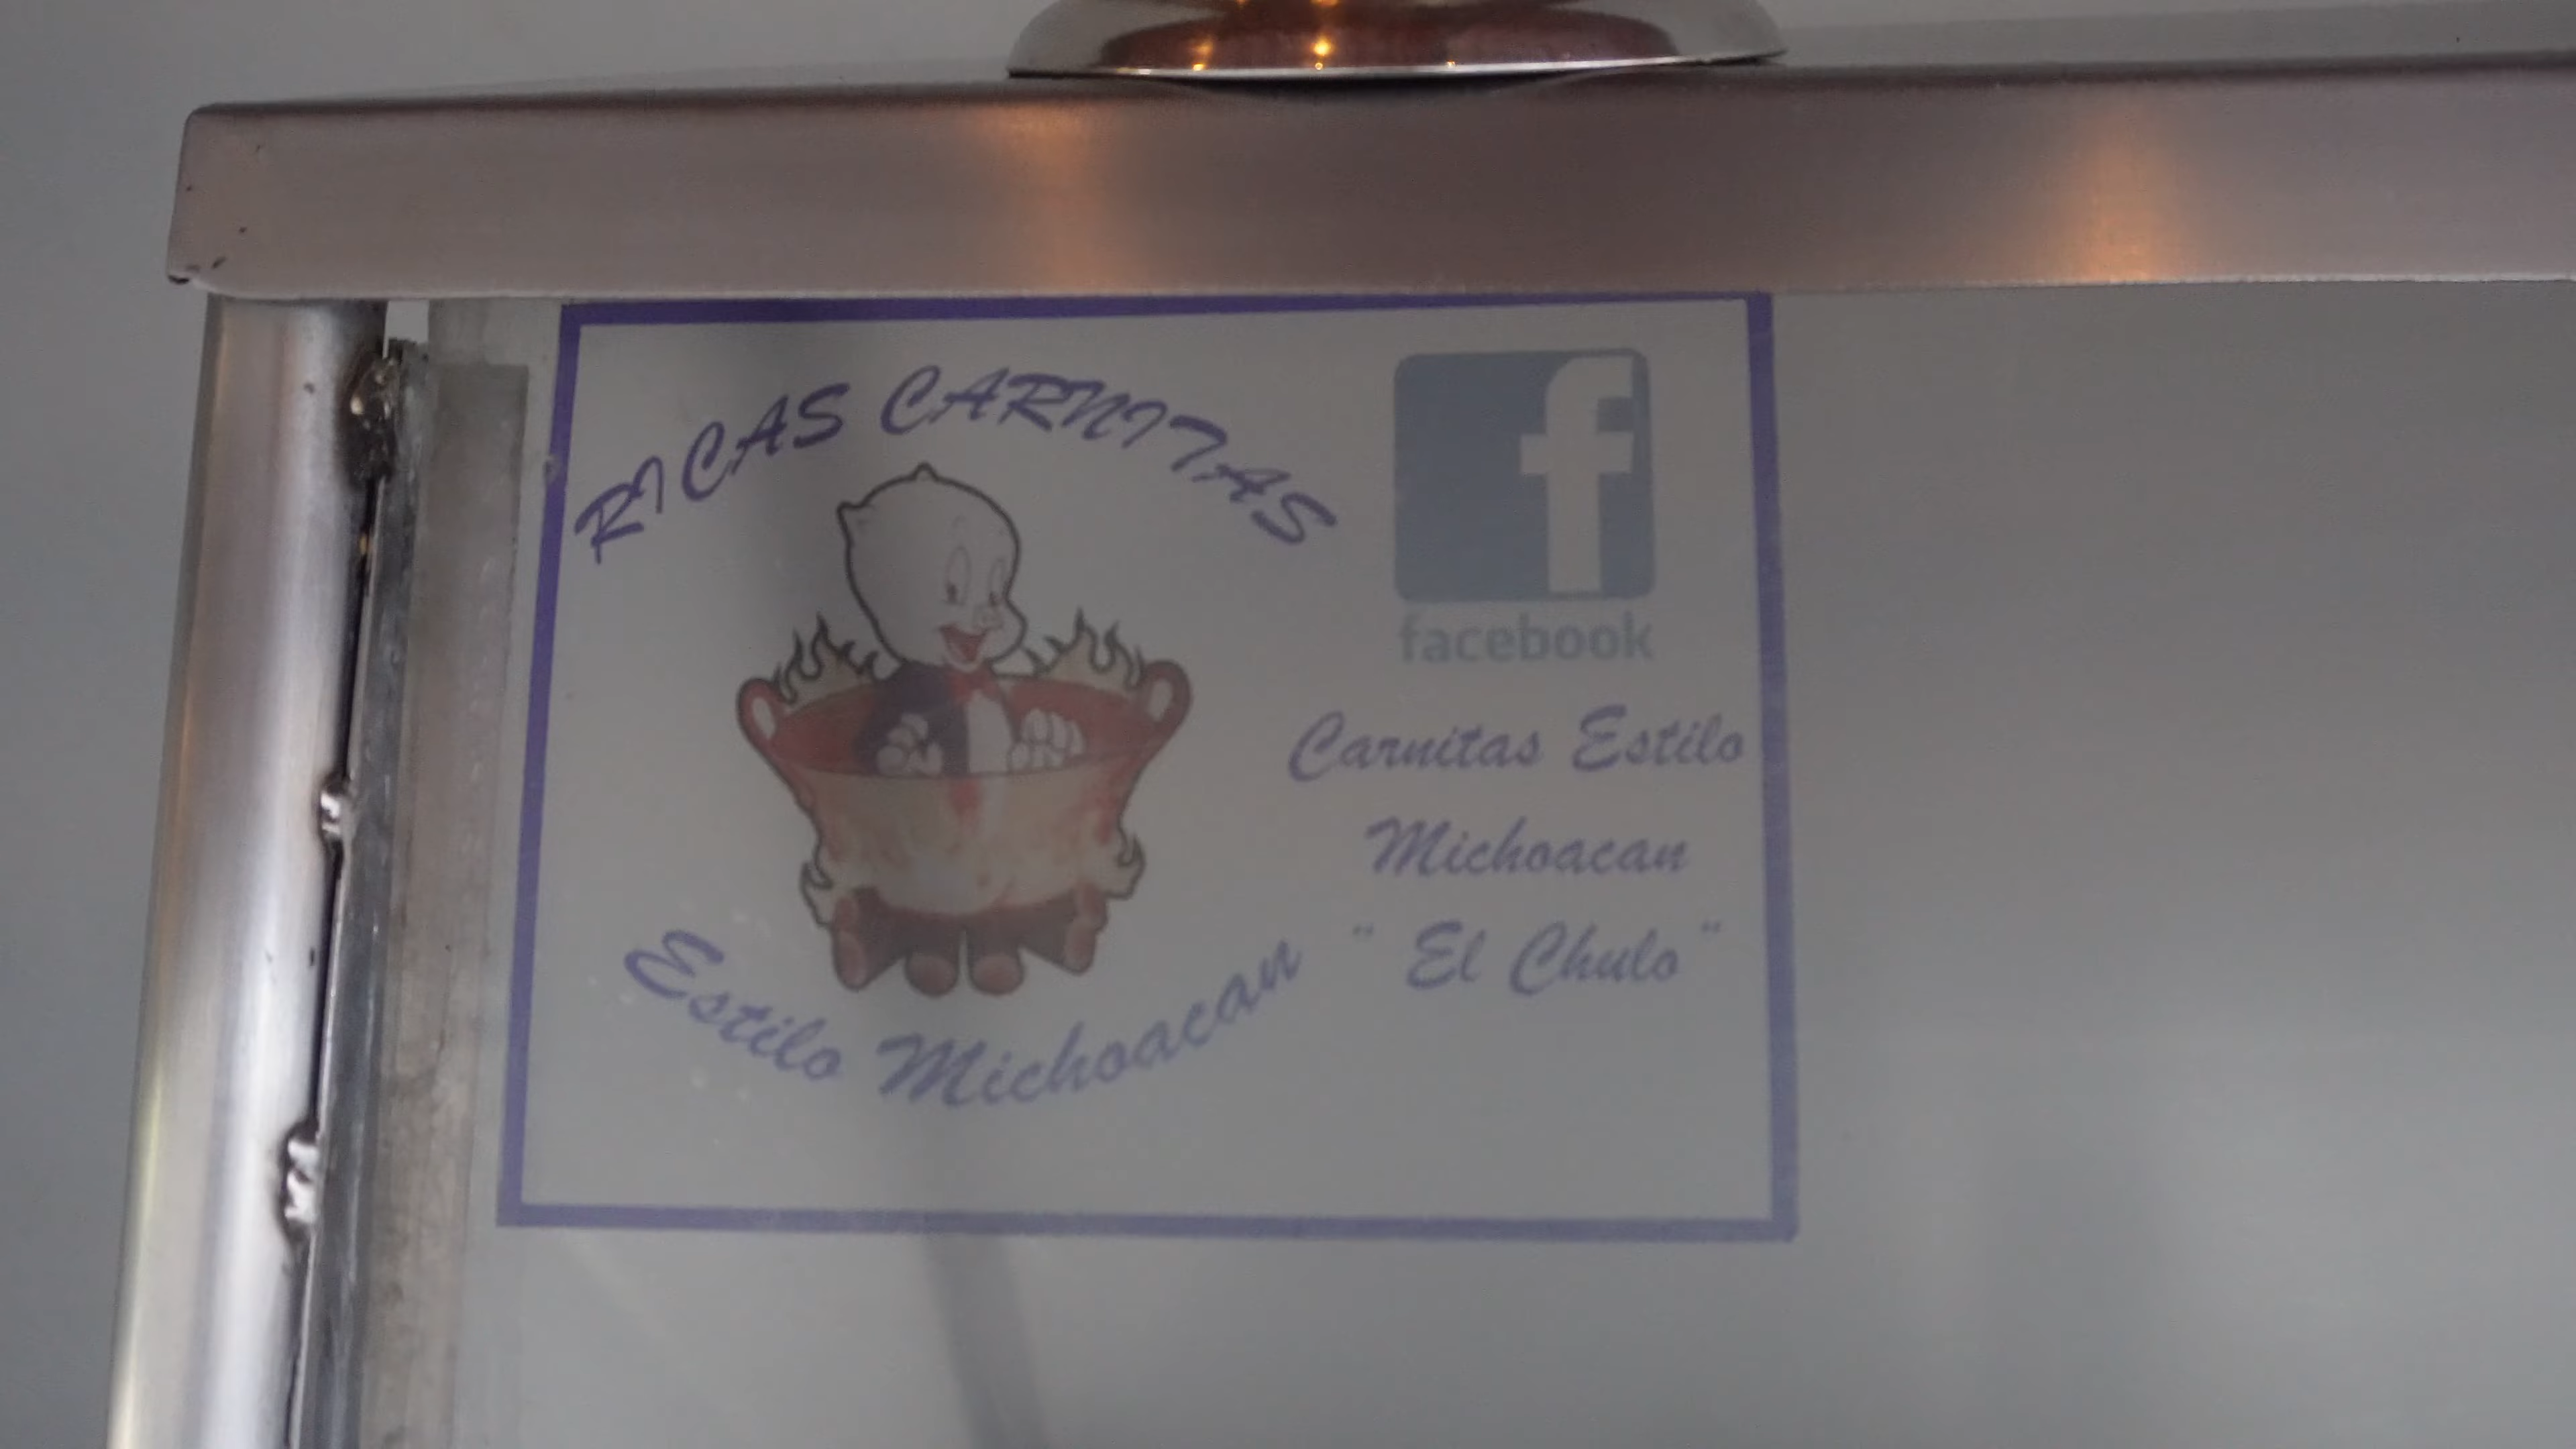 RICAS CARNITAS
Estilo Michoacan
f
facebook
Carnitas Estilo
Michoacan
" El Chulo "